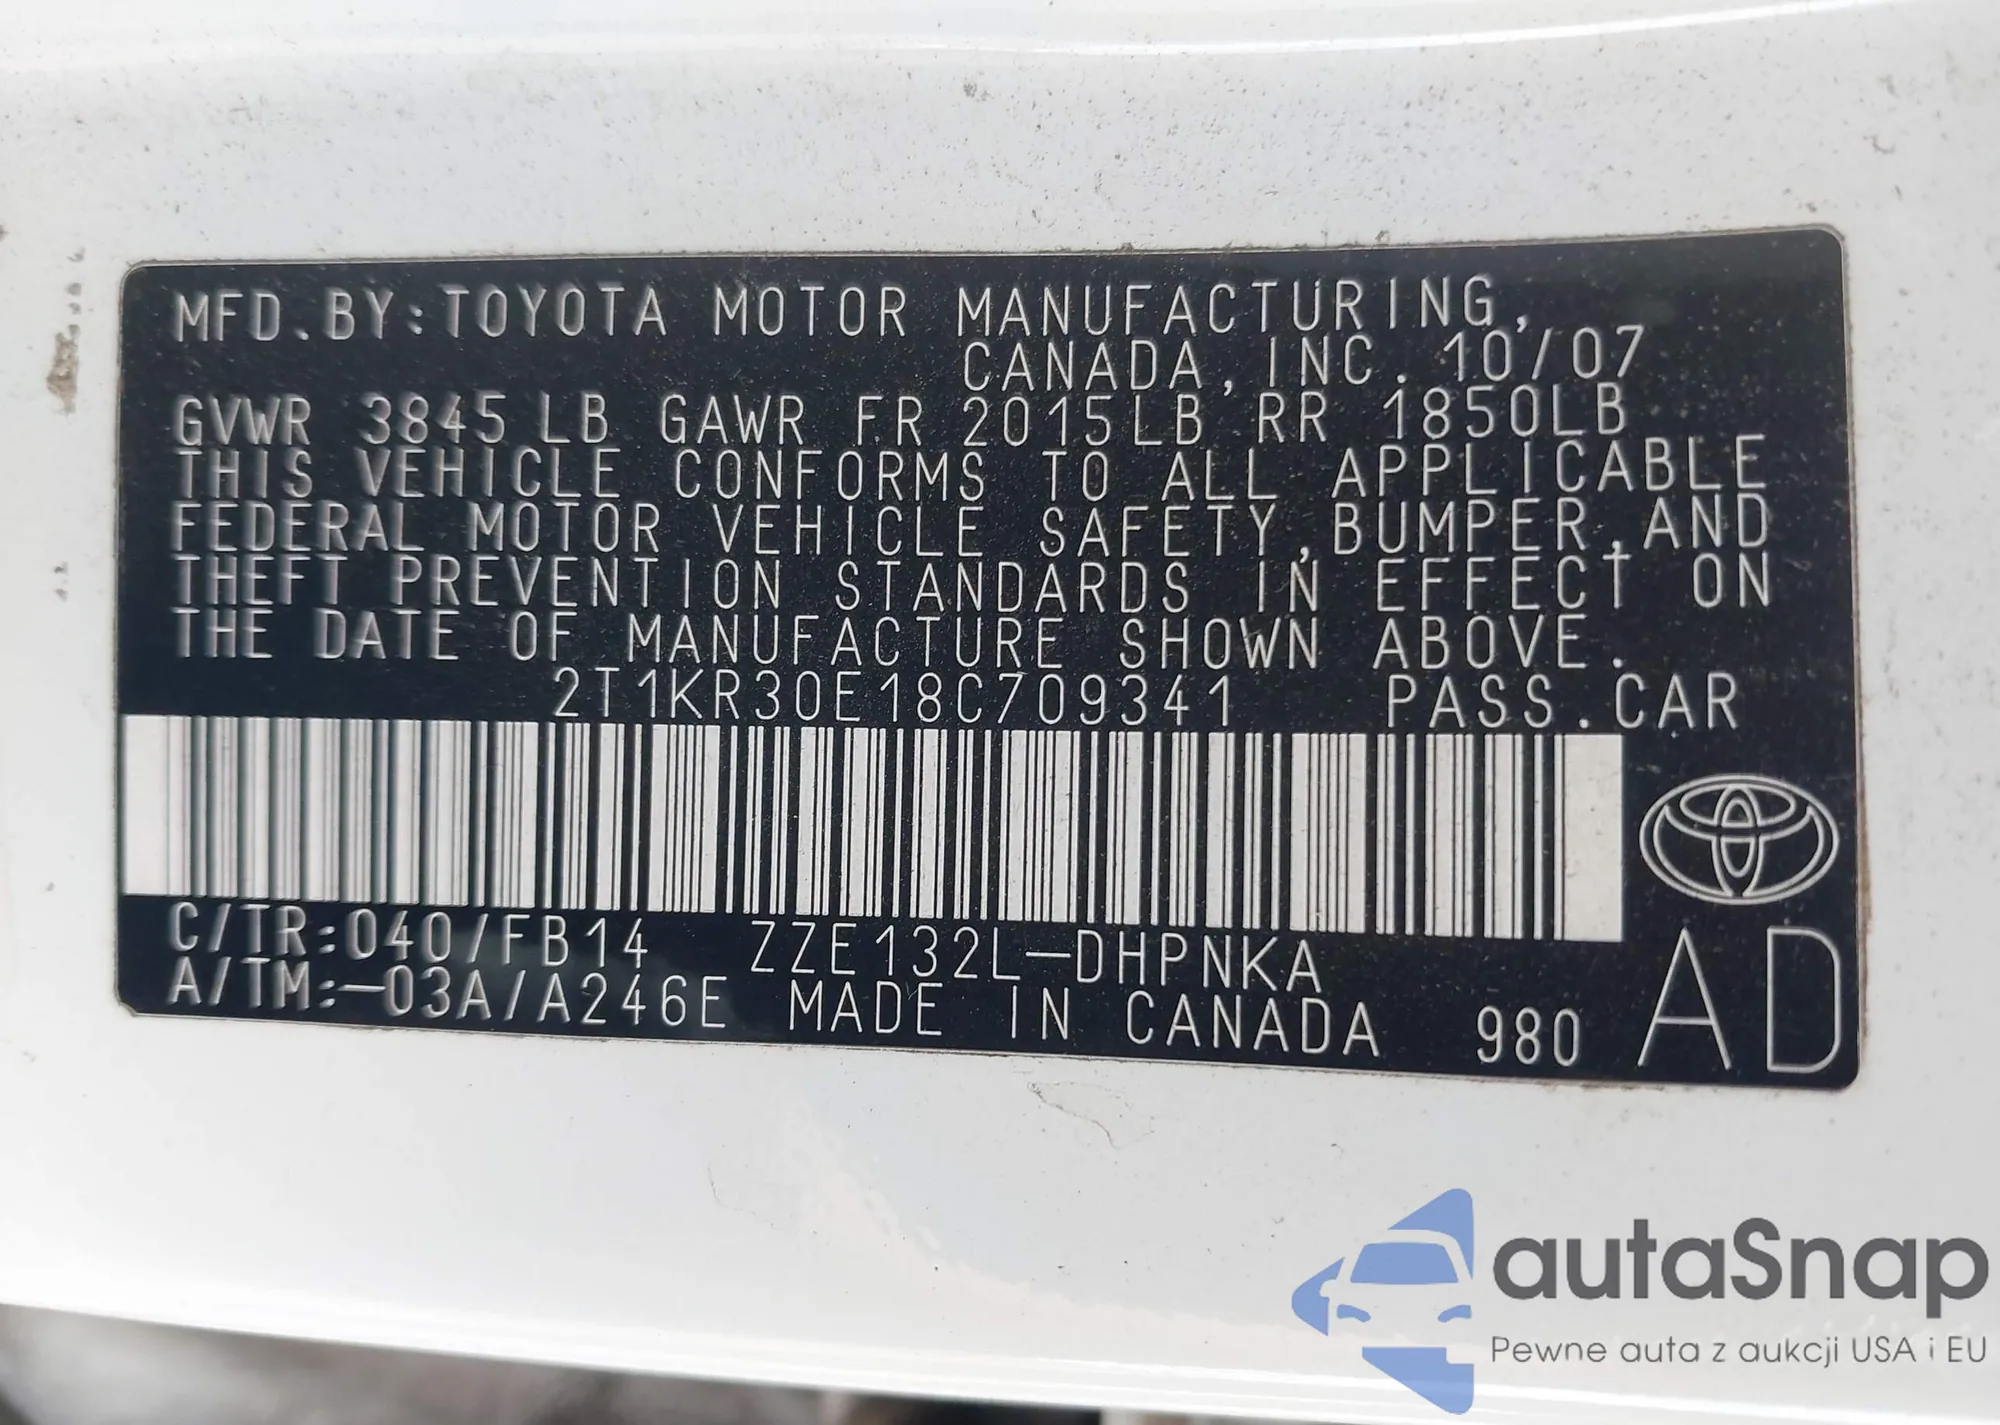 MFD. BY: TOYOTA MOTOR MANUFACTURING,
CANADA, INC. 10/07
GVWR 3845 LB GAWR FR 2015LB RR 1850LB
THIS VEHICLE CONFORMS TO ALL APPLICABLE
FEDERAL MOTOR VEHICLE SAFETY, BUMPER, AND
THEFT PREVENTION STANDARDS IN EFFECT ON
THE DATE OF MANUFACTURE SHOWN ABOVE.
2T1KR30E18C709341 PASS. CAR
C/TR:040/FB14 ZZE132L-DHPNKA
A/TM:-03A/A246E MADE IN CANADA 980 AD
autaSnap
Pewne auta z aukcji USA i EU